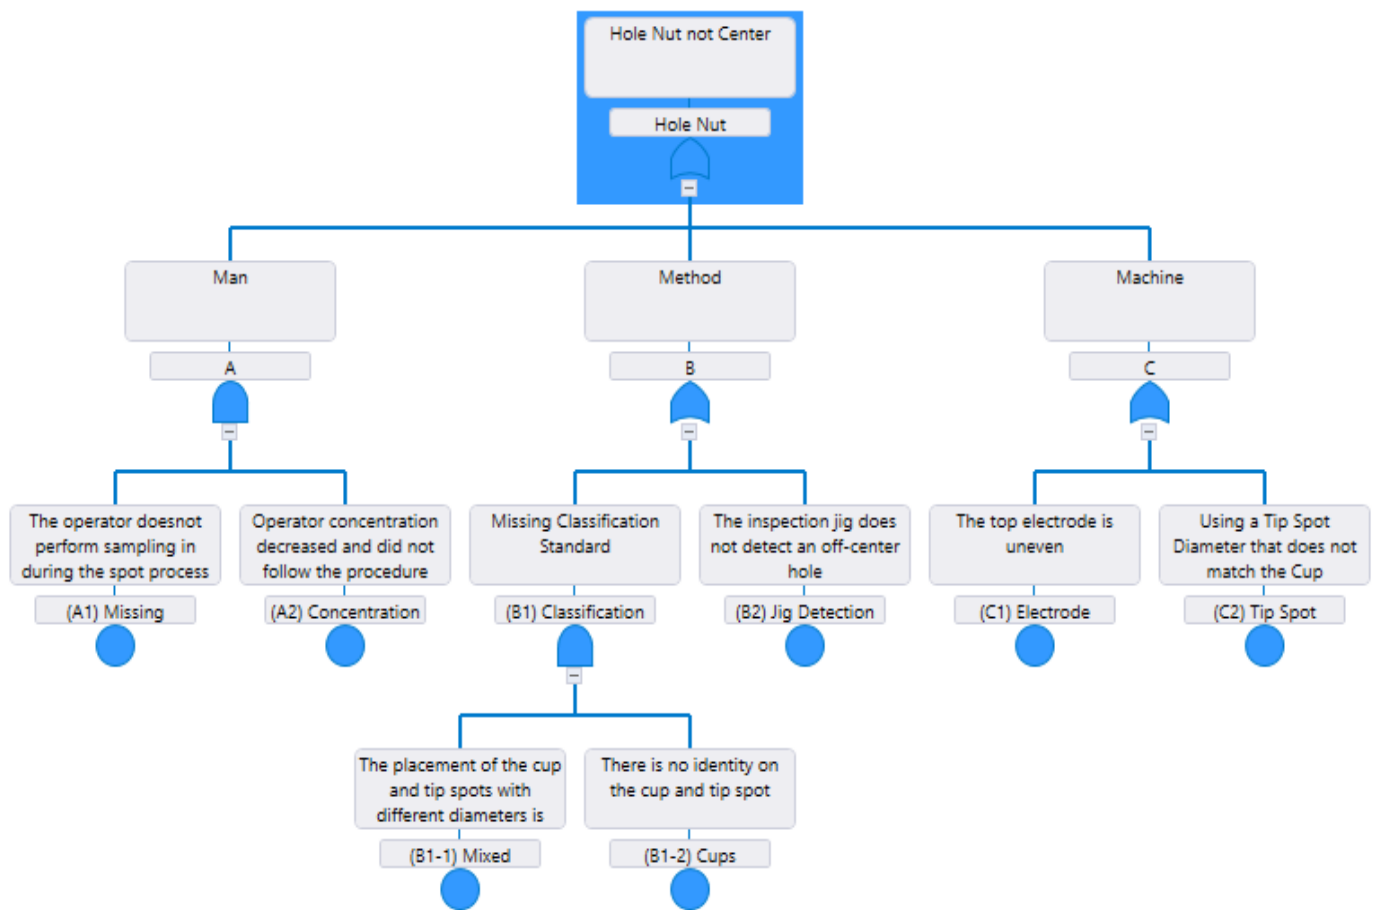 Hole Nut not Center
Hole Nut
Man
A
Method
B
Machine
C
The operator doesnot
perform sampling in
during the spot process
(A1) Missing
Operator concentration
decreased and did not
follow the procedure
(A2) Concentration
Missing Classification
Standard
(B1) Classification
The inspection jig does
not detect an off-center
hole
(B2) Jig Detection
The top electrode is
uneven
(C1) Electrode
Using a Tip Spot
Diameter that does not
match the Cup
(C2) Tip Spot
The placement of the cup
and tip spots with
different diameters is
(B1-1) Mixed
There is no identity on
the cup and tip spot
(B1-2) Cups